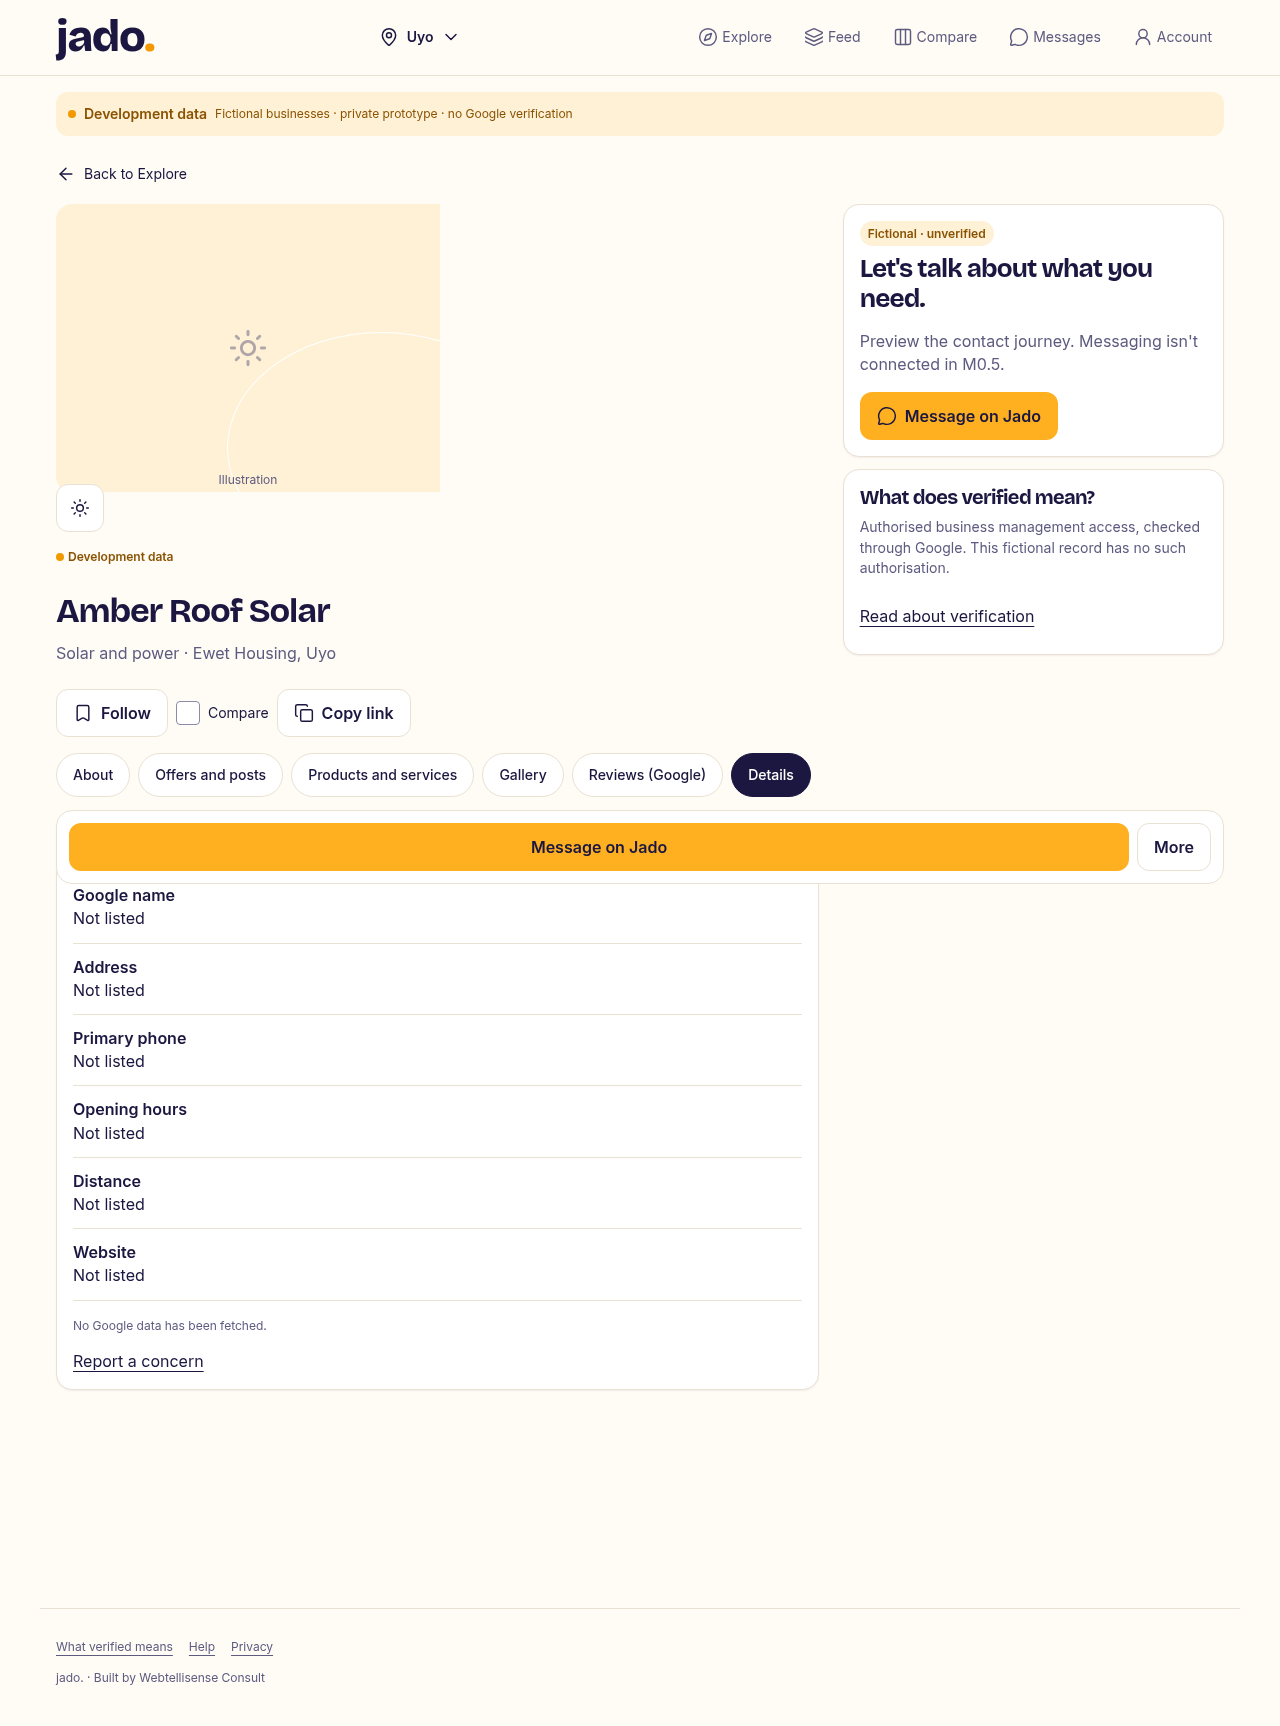 jado.
Uyo
Explore
Feed
Compare
Messages
Account
Development data Fictional businesses · private prototype · no Google verification
Back to Explore
Illustration
Development data
Amber Roof Solar
Solar and power · Ewet Housing, Uyo
Follow
Compare
Copy link
About
Offers and posts
Products and services
Gallery
Reviews (Google)
Details
Fictional · unverified
Let's talk about what you
need.
Preview the contact journey. Messaging isn't
connected in M0.5.
Message on Jado
What does verified mean?
Authorised business management access, checked
through Google. This fictional record has no such
authorisation.
Read about verification
Message on Jado
More
Google name
Not listed
Address
Not listed
Primary phone
Not listed
Opening hours
Not listed
Distance
Not listed
Website
Not listed
No Google data has been fetched.
Report a concern
What verified means
Help
Privacy
jado. · Built by Webtellisense Consult